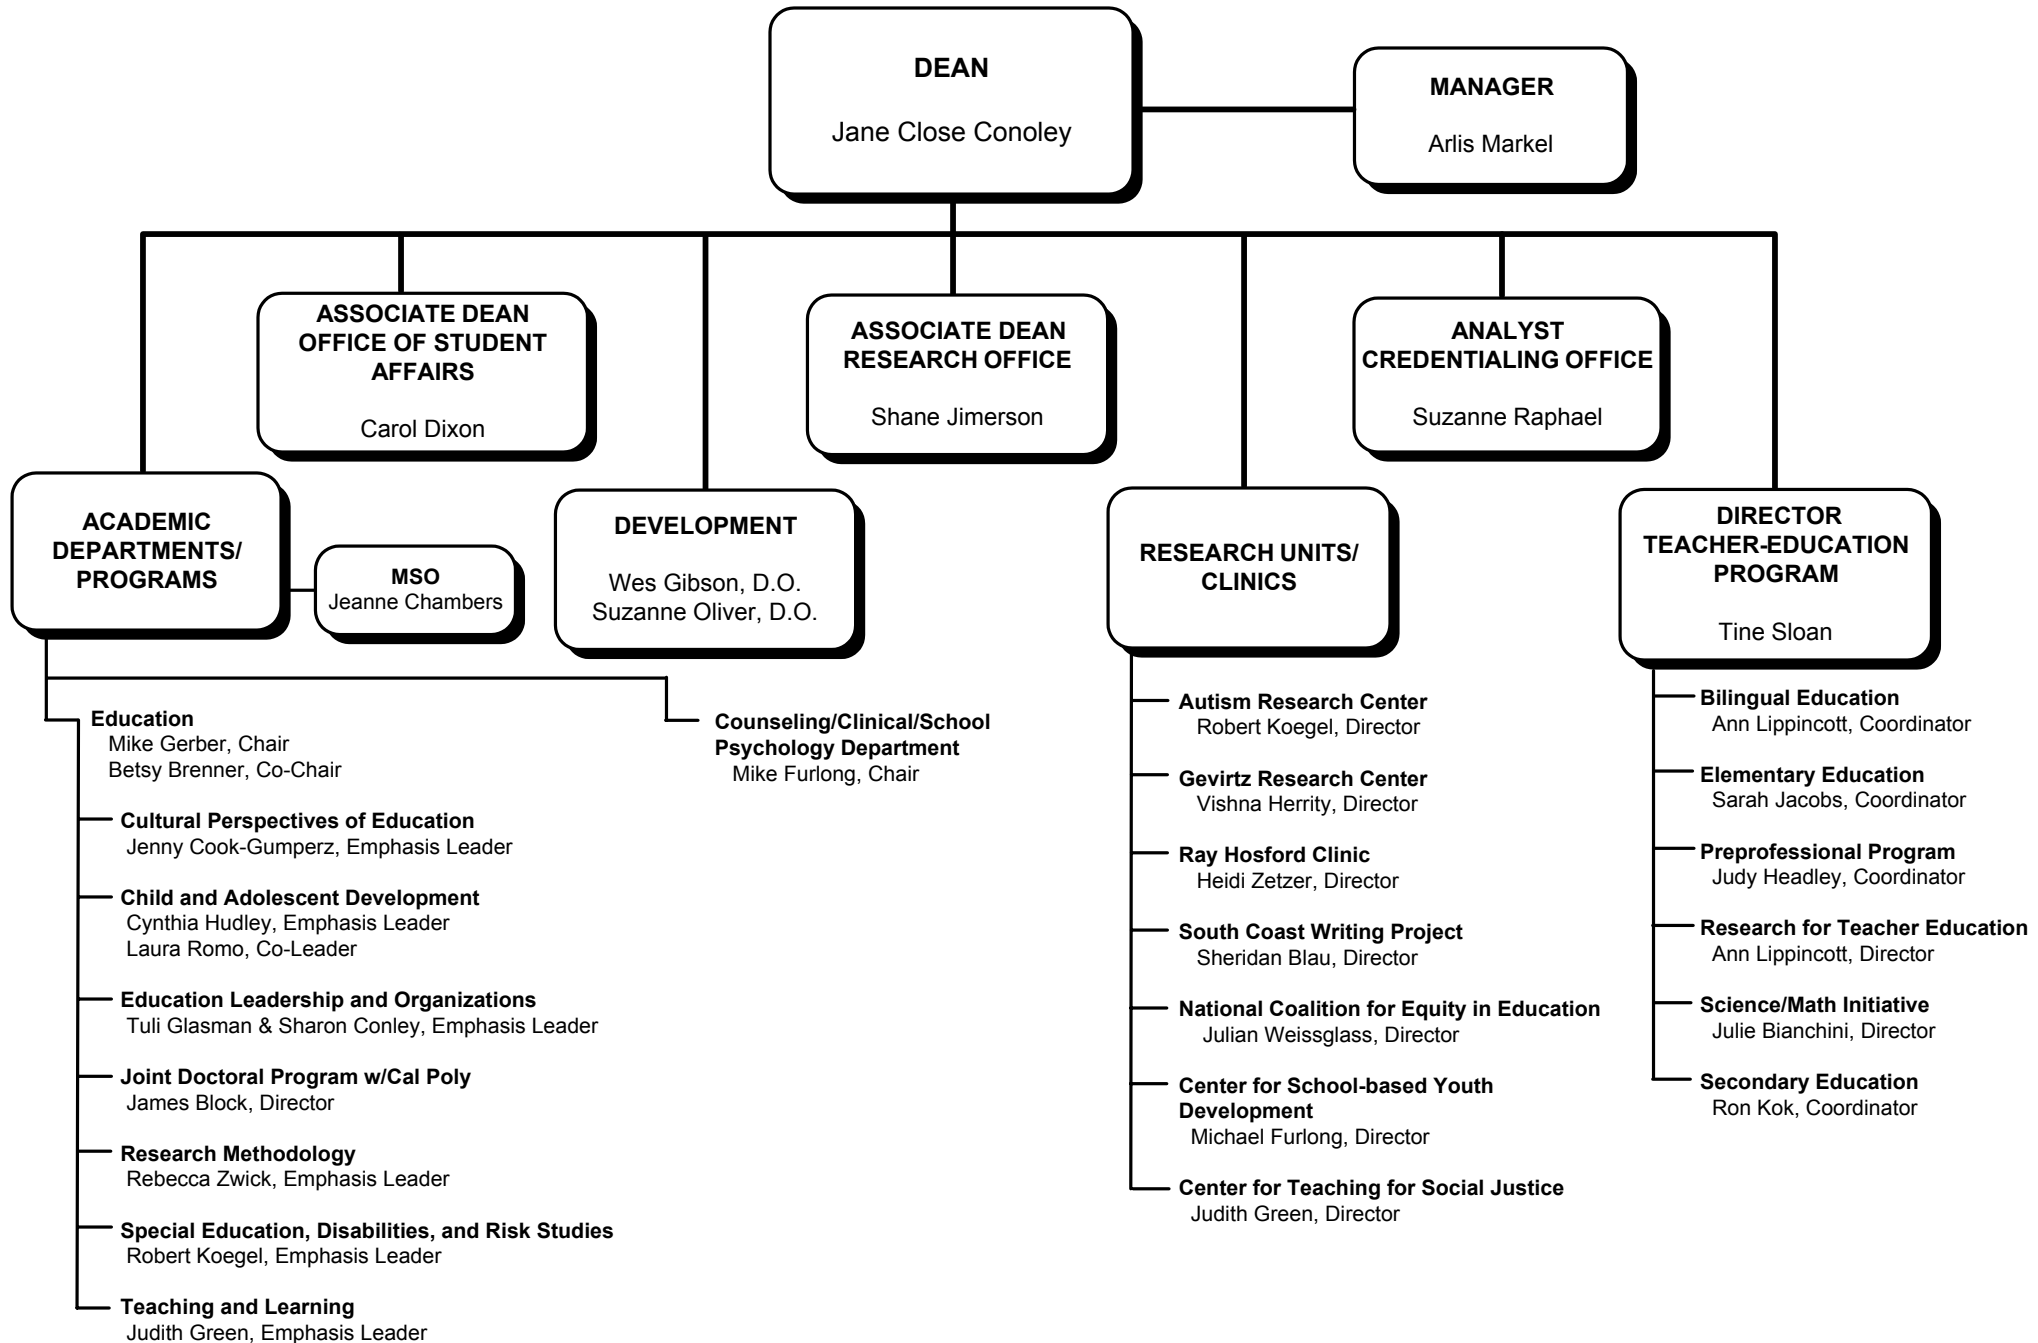 DEAN
Jane Close Conoley
MANAGER
Arlis Markel
ASSOCIATE DEAN
OFFICE OF STUDENT
AFFAIRS
Carol Dixon
ASSOCIATE DEAN
RESEARCH OFFICE
Shane Jimerson
ANALYST
CREDENTIALING OFFICE
Suzanne Raphael
ACADEMIC
DEPARTMENTS/
PROGRAMS
MSO
Jeanne Chambers
DEVELOPMENT
Wes Gibson, D.O.
Suzanne Oliver, D.O.
RESEARCH UNITS/
CLINICS
DIRECTOR
TEACHER-EDUCATION
PROGRAM
Tine Sloan
Education
Mike Gerber, Chair
Betsy Brenner, Co-Chair
Cultural Perspectives of Education
Jenny Cook-Gumperz, Emphasis Leader
Child and Adolescent Development
Cynthia Hudley, Emphasis Leader
Laura Romo, Co-Leader
Education Leadership and Organizations
Tuli Glasman & Sharon Conley, Emphasis Leader
Joint Doctoral Program w/Cal Poly
James Block, Director
Research Methodology
Rebecca Zwick, Emphasis Leader
Special Education, Disabilities, and Risk Studies
Robert Koegel, Emphasis Leader
Teaching and Learning
Judith Green, Emphasis Leader
Counseling/Clinical/School
Psychology Department
Mike Furlong, Chair
Autism Research Center
Robert Koegel, Director
Gevirtz Research Center
Vishna Herrity, Director
Ray Hosford Clinic
Heidi Zetzer, Director
South Coast Writing Project
Sheridan Blau, Director
National Coalition for Equity in Education
Julian Weissglass, Director
Center for School-based Youth
Development
Michael Furlong, Director
Center for Teaching for Social Justice
Judith Green, Director
Bilingual Education
Ann Lippincott, Coordinator
Elementary Education
Sarah Jacobs, Coordinator
Preprofessional Program
Judy Headley, Coordinator
Research for Teacher Education
Ann Lippincott, Director
Science/Math Initiative
Julie Bianchini, Director
Secondary Education
Ron Kok, Coordinator